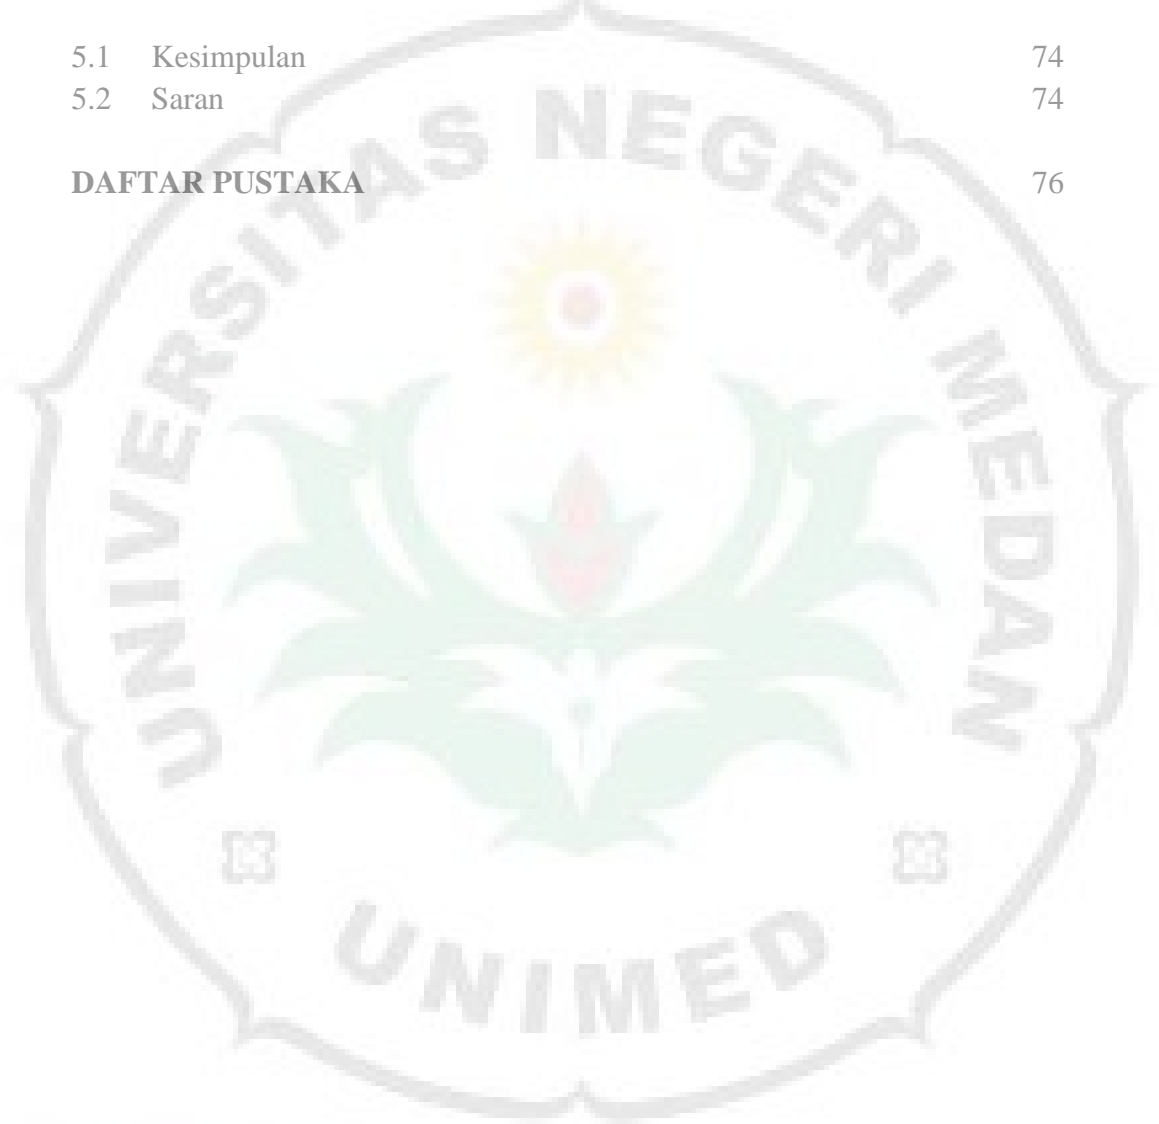 5.1 Kesimpulan 74
5.2 Saran 74
DAFTAR PUSTAKA 76
UNIVERSITAS NEGERI MEDAN
UNIMED